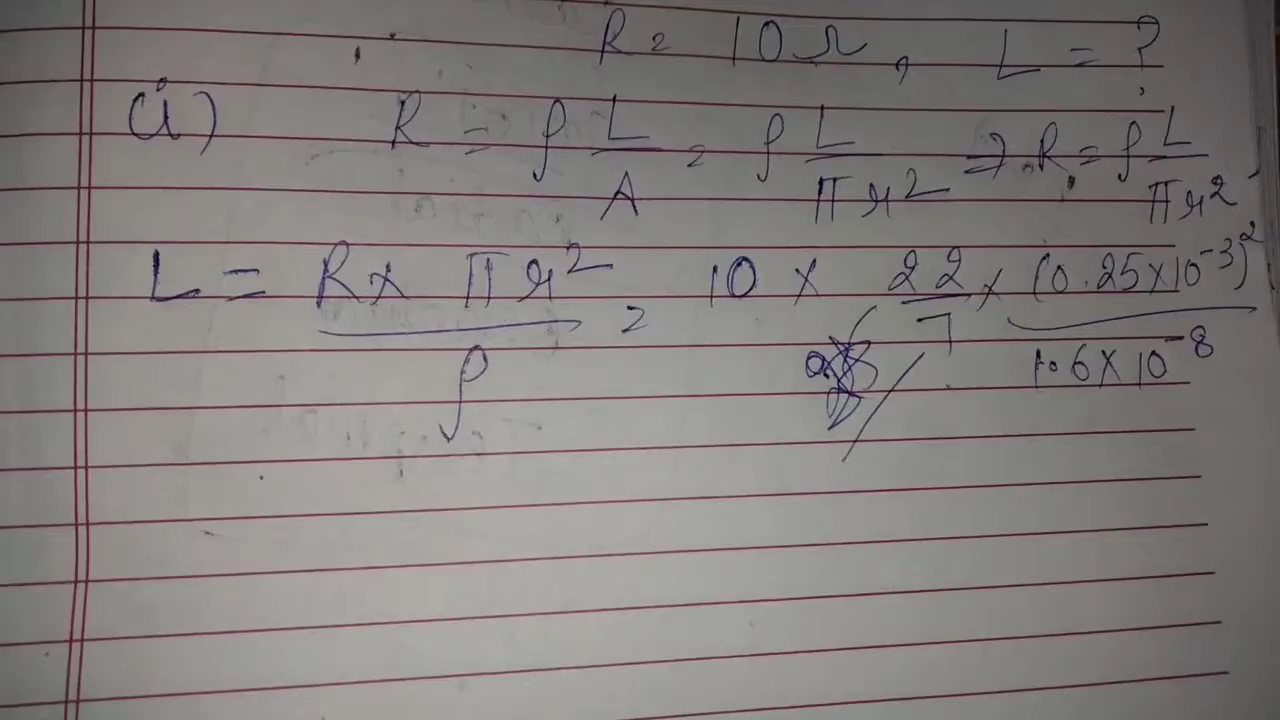 R = 10Ω, L = ?
(i) R = ρ L/A = ρ L/πr² ⇒ R = ρ L/πr²
L = R× πr²/ρ = 10 × 22/7 × (0.25×10⁻³)²/1.6×10⁻⁸